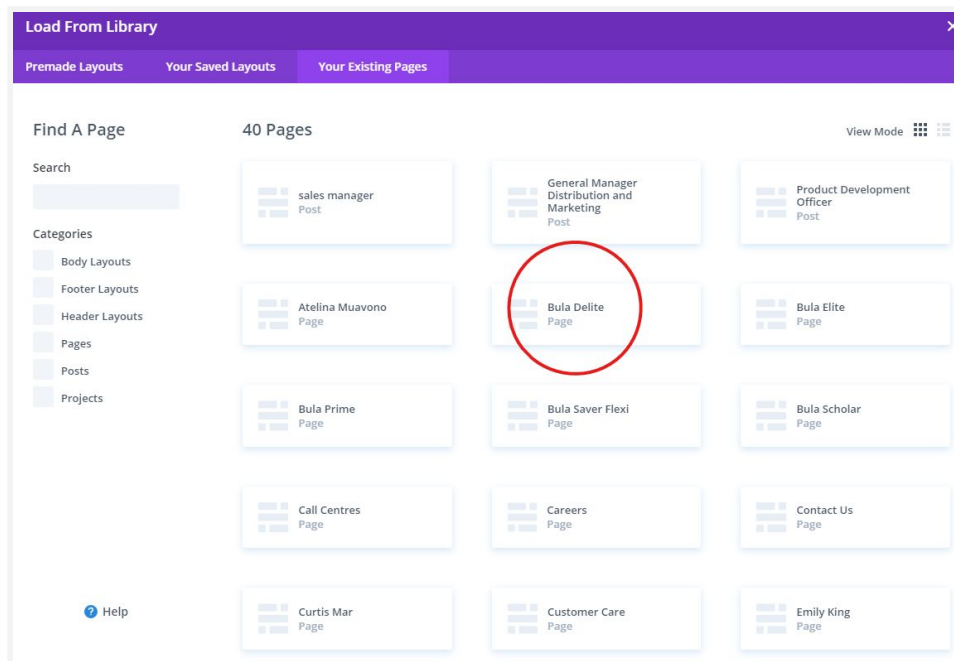 Load From Library
Premade Layouts
Your Saved Layouts
Your Existing Pages
Find A Page
Search
Categories
Body Layouts
Footer Layouts
Header Layouts
Pages
Posts
Projects
Help
40 Pages
View Mode
sales manager
Post
General Manager
Distribution and
Marketing
Post
Product Development
Officer
Post
Atelina Muavono
Page
Bula Delite
Page
Bula Elite
Page
Bula Prime
Page
Bula Saver Flexi
Page
Bula Scholar
Page
Call Centres
Page
Careers
Page
Contact Us
Page
Curtis Mar
Page
Customer Care
Page
Emily King
Page